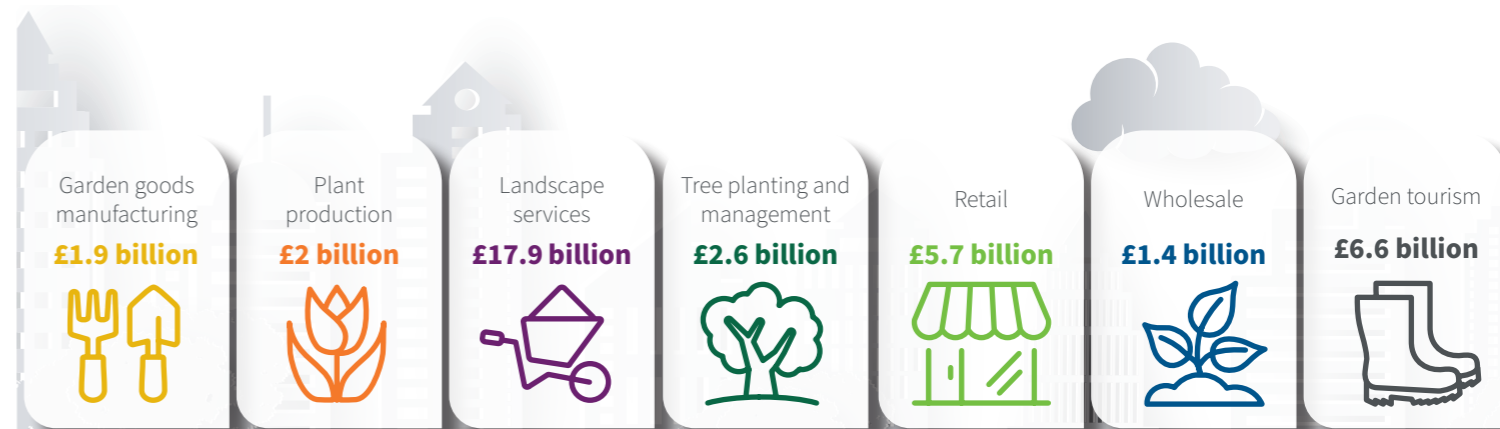 Garden goods
manufacturing
£1.9 billion
Plant
production
£2 billion
Landscape
services
£17.9 billion
Tree planting and
management
£2.6 billion
Retail
£5.7 billion
Wholesale
£1.4 billion
Garden tourism
£6.6 billion